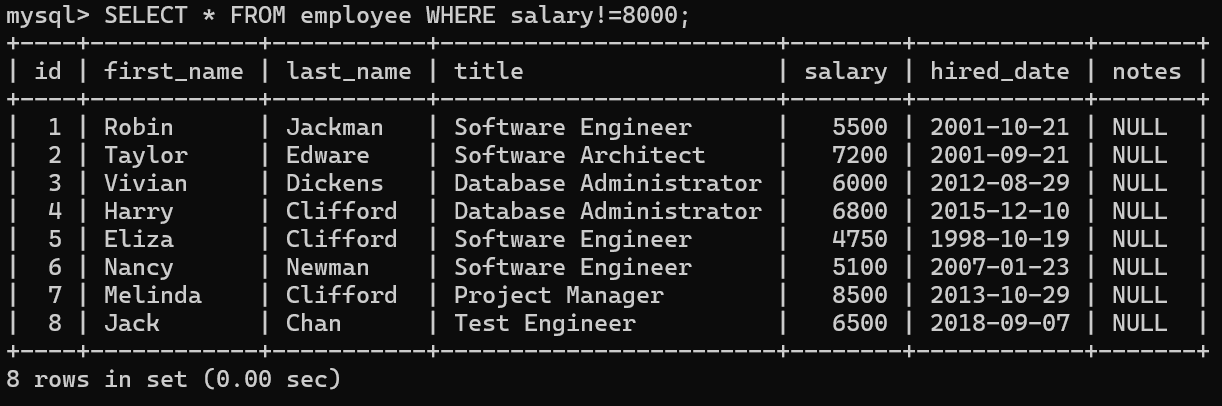 mysql> SELECT * FROM employee WHERE salary!=8000;
+----+------------+-----------+------------------------+--------+------------+-------+
| id | first_name | last_name | title                  | salary | hired_date | notes |
+----+------------+-----------+------------------------+--------+------------+-------+
|  1 | Robin      | Jackman   | Software Engineer      |   5500 | 2001-10-21 | NULL  |
|  2 | Taylor     | Edware    | Software Architect     |   7200 | 2001-09-21 | NULL  |
|  3 | Vivian     | Dickens   | Database Administrator |   6000 | 2012-08-29 | NULL  |
|  4 | Harry      | Clifford  | Database Administrator |   6800 | 2015-12-10 | NULL  |
|  5 | Eliza      | Clifford  | Software Engineer      |   4750 | 1998-10-19 | NULL  |
|  6 | Nancy      | Newman    | Software Engineer      |   5100 | 2007-01-23 | NULL  |
|  7 | Melinda    | Clifford  | Project Manager        |   8500 | 2013-10-29 | NULL  |
|  8 | Jack       | Chan      | Test Engineer          |   6500 | 2018-09-07 | NULL  |
+----+------------+-----------+------------------------+--------+------------+-------+
8 rows in set (0.00 sec)